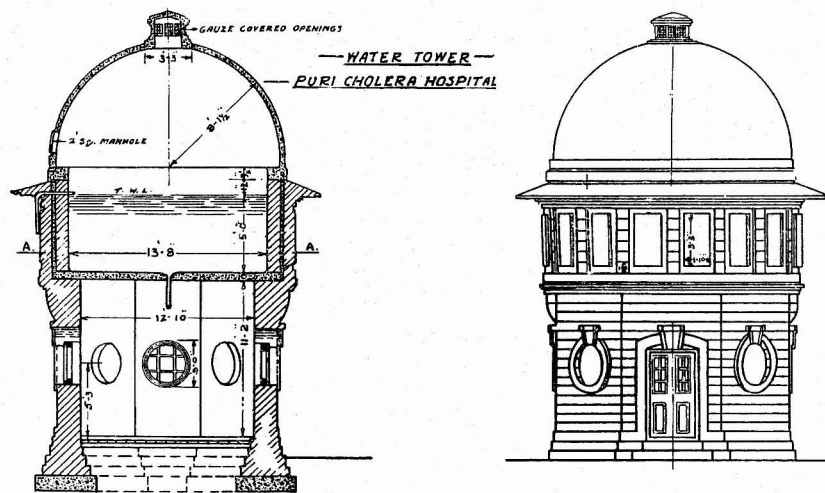 GAUZE COVERED OPENINGS
3'-3"
WATER TOWER
PURI CHOLERA HOSPITAL
8'-1½"
2' Sq. MANHOLE
T. W. L.
5'-0"
A.
13'-8"
A.
12'-10"
11'-2"
3'-0"
5'-3"